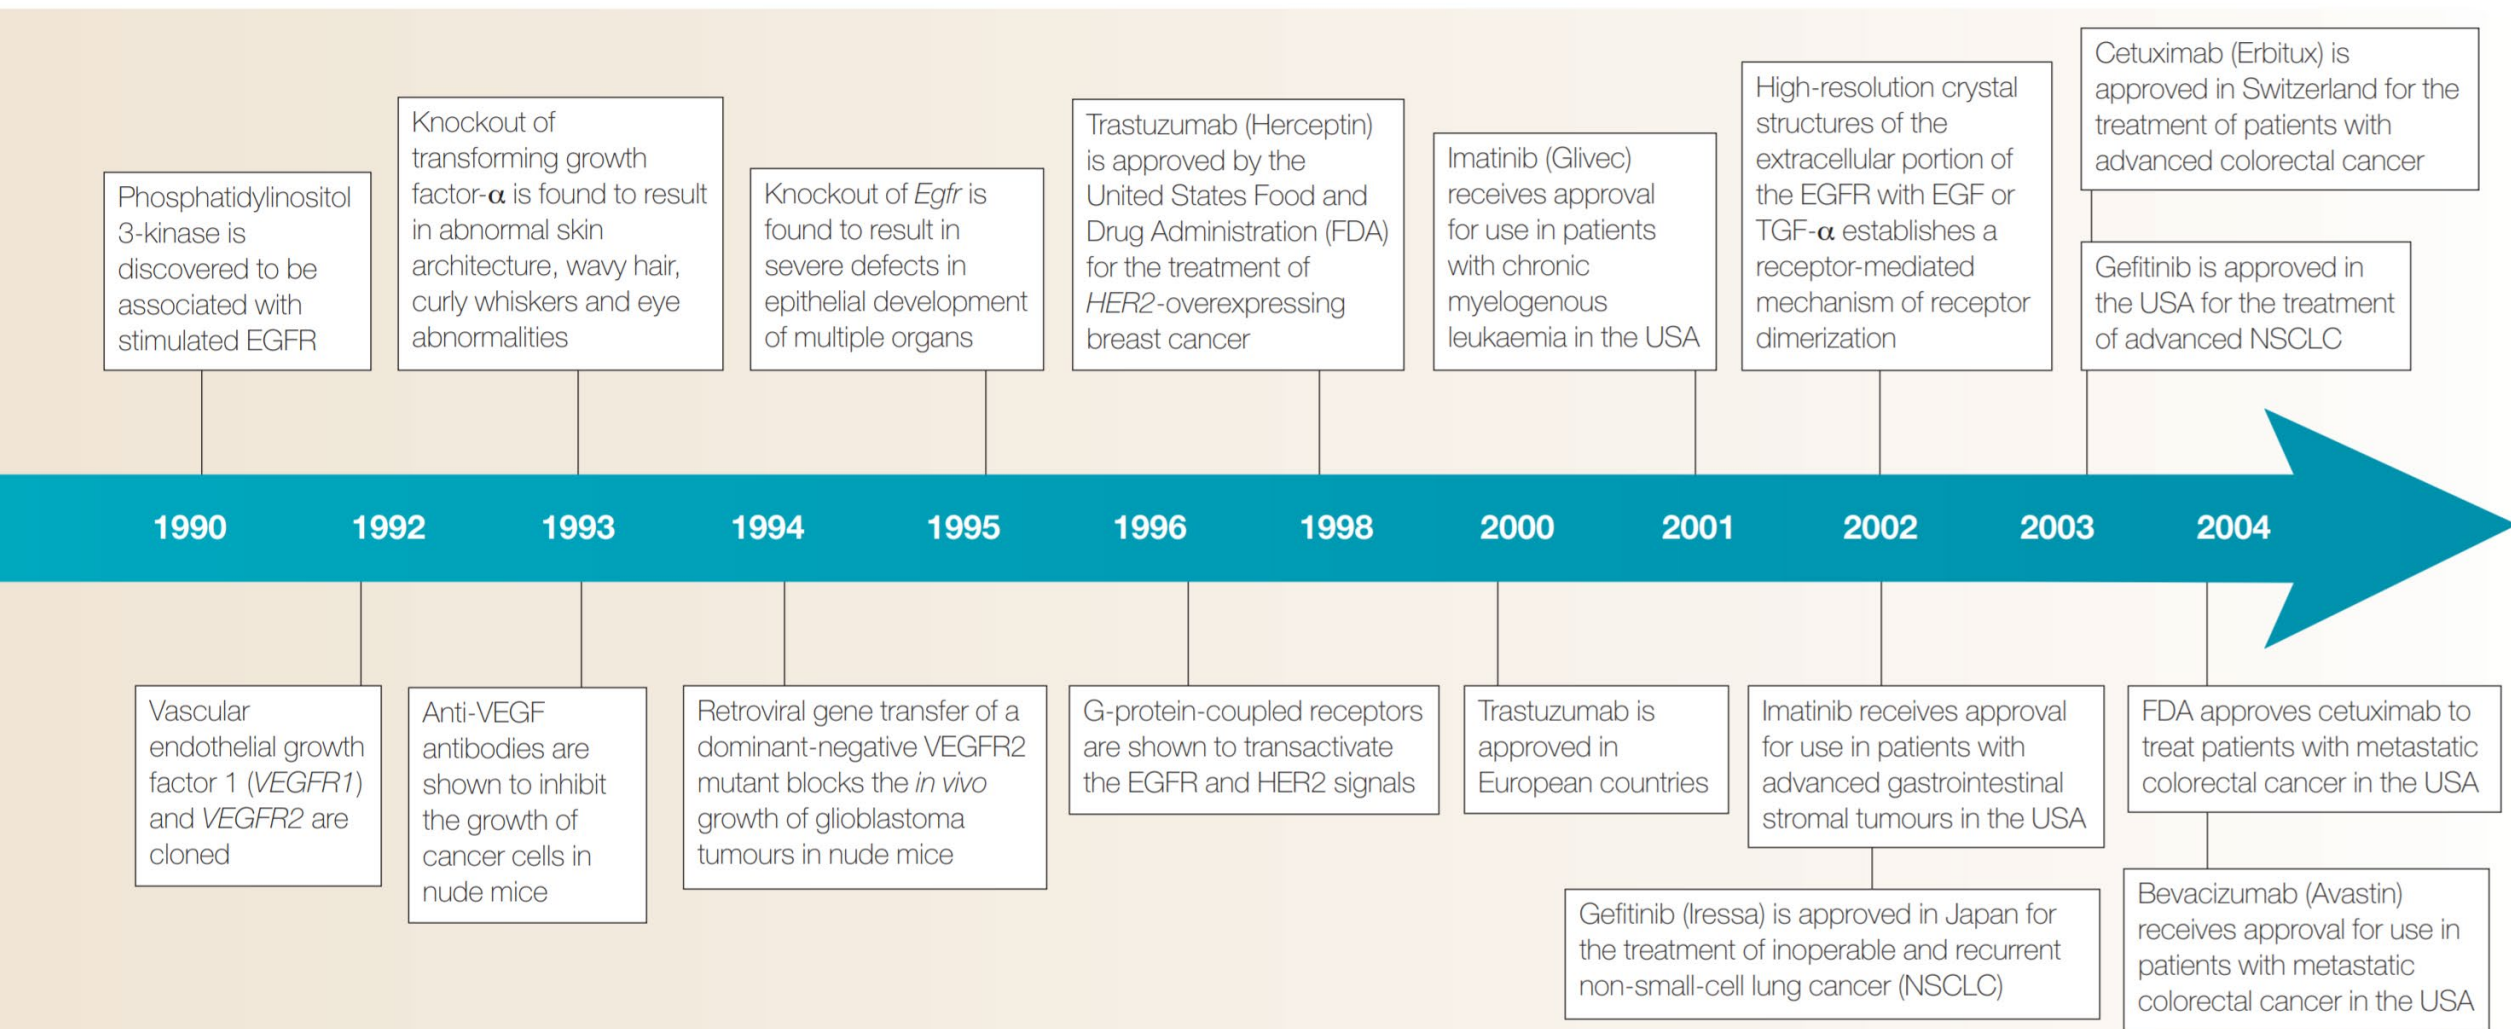 Phosphatidylinositol
3-kinase is
discovered to be
associated with
stimulated EGFR
Knockout of
transforming growth
factor-α is found to result
in abnormal skin
architecture, wavy hair,
curly whiskers and eye
abnormalities
Knockout of Egfr is
found to result in
severe defects in
epithelial development
of multiple organs
Trastuzumab (Herceptin)
is approved by the
United States Food and
Drug Administration (FDA)
for the treatment of
HER2-overexpressing
breast cancer
Imatinib (Glivec)
receives approval
for use in patients
with chronic
myelogenous
leukaemia in the USA
High-resolution crystal
structures of the
extracellular portion of
the EGFR with EGF or
TGF-α establishes a
receptor-mediated
mechanism of receptor
dimerization
Cetuximab (Erbitux) is
approved in Switzerland for the
treatment of patients with
advanced colorectal cancer
Gefitinib is approved in
the USA for the treatment
of advanced NSCLC
1990 1992 1993 1994 1995 1996 1998 2000 2001 2002 2003 2004
Vascular
endothelial growth
factor 1 (VEGFR1)
and VEGFR2 are
cloned
Anti-VEGF
antibodies are
shown to inhibit
the growth of
cancer cells in
nude mice
Retroviral gene transfer of a
dominant-negative VEGFR2
mutant blocks the in vivo
growth of glioblastoma
tumours in nude mice
G-protein-coupled receptors
are shown to transactivate
the EGFR and HER2 signals
Trastuzumab is
approved in
European countries
Imatinib receives approval
for use in patients with
advanced gastrointestinal
stromal tumours in the USA
Gefitinib (Iressa) is approved in Japan for
the treatment of inoperable and recurrent
non-small-cell lung cancer (NSCLC)
FDA approves cetuximab to
treat patients with metastatic
colorectal cancer in the USA
Bevacizumab (Avastin)
receives approval for use in
patients with metastatic
colorectal cancer in the USA